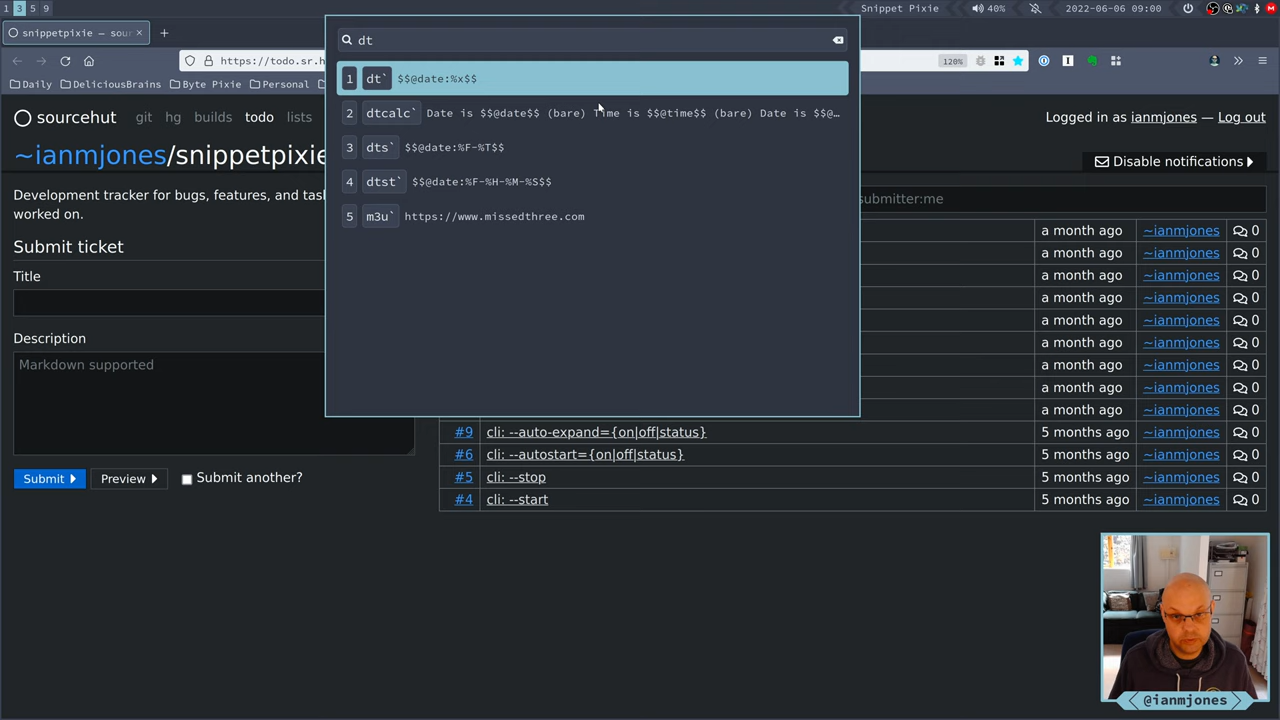 1 3 5 9
Snippet Pixie
40%
2022-06-06 09:00
snippetpixie — sour
https://todo.sr.h
120%
Daily
DeliciousBrains
Byte Pixie
Personal
sourcehut git hg builds todo lists
Logged in as ianmjones — Log out
~ianmjones/snippetpixie
Disable notifications
Development tracker for bugs, features, and tas
worked on.
Submit ticket
Title
Description
Markdown supported
Submit
Preview
Submit another?
dt
1 dt` $$@date:%x$$
2 dtcalc` Date is $$@date$$ (bare) Time is $$@time$$ (bare) Date is $$@…
3 dts` $$@date:%F-%T$$
4 dtst` $$@date:%F-%H-%M-%S$$
5 m3u` https://www.missedthree.com
submitter:me
a month ago ~ianmjones 0
a month ago ~ianmjones 0
a month ago ~ianmjones 0
a month ago ~ianmjones 0
a month ago ~ianmjones 0
a month ago ~ianmjones 0
a month ago ~ianmjones 0
a month ago ~ianmjones 0
a month ago ~ianmjones 0
#9 cli: --auto-expand={on|off|status} 5 months ago ~ianmjones 0
#6 cli: --autostart={on|off|status} 5 months ago ~ianmjones 0
#5 cli: --stop 5 months ago ~ianmjones 0
#4 cli: --start 5 months ago ~ianmjones 0
@ianmjones